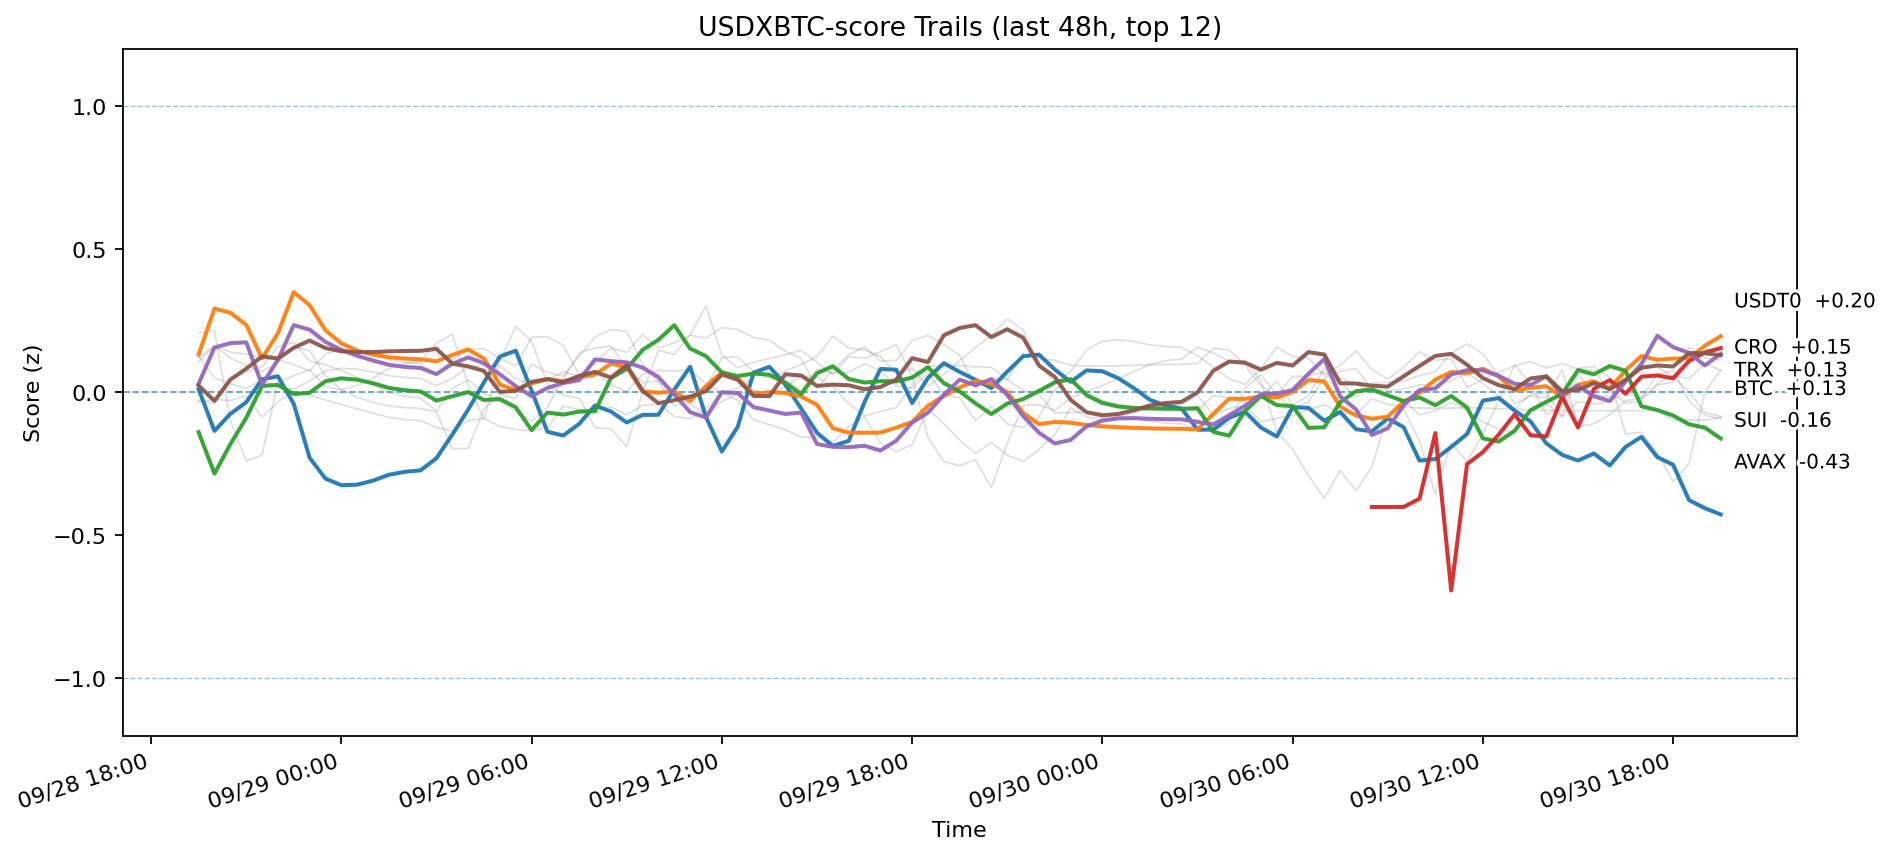 USDXBTC-score Trails (last 48h, top 12)
Score (z)
1.0
0.5
0.0
−0.5
−1.0
USDT0 +0.20
CRO +0.15
TRX +0.13
BTC +0.13
SUI -0.16
AVAX -0.43
09/28 18:00
09/29 00:00
09/29 06:00
09/29 12:00
09/29 18:00
09/30 00:00
09/30 06:00
09/30 12:00
09/30 18:00
Time